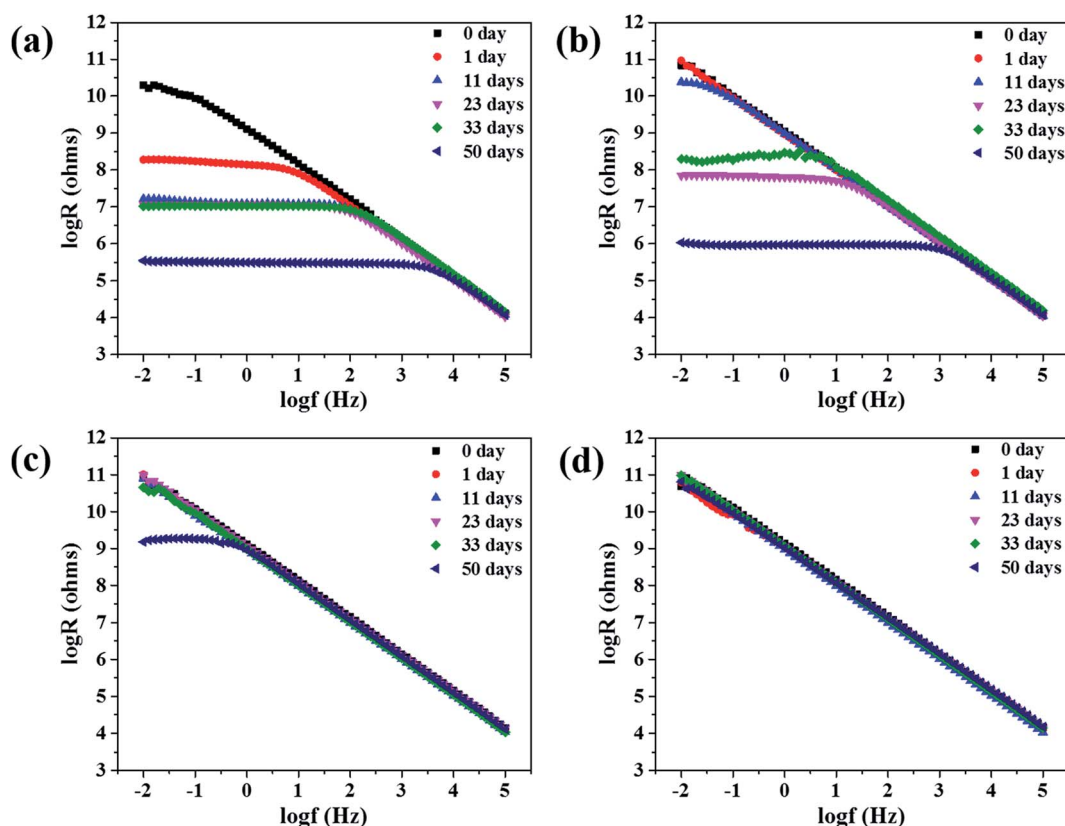 (a)
12
11
10
9
8
7
6
5
4
3
logR (ohms)
-2 -1 0 1 2 3 4 5
logf (Hz)
0 day
1 day
11 days
23 days
33 days
50 days
(b)
12
11
10
9
8
7
6
5
4
3
logR (ohms)
-2 -1 0 1 2 3 4 5
logf (Hz)
0 day
1 day
11 days
23 days
33 days
50 days
(c)
12
11
10
9
8
7
6
5
4
3
logR (ohms)
-2 -1 0 1 2 3 4 5
logf (Hz)
0 day
1 day
11 days
23 days
33 days
50 days
(d)
12
11
10
9
8
7
6
5
4
3
logR (ohms)
-2 -1 0 1 2 3 4 5
logf (Hz)
0 day
1 day
11 days
23 days
33 days
50 days